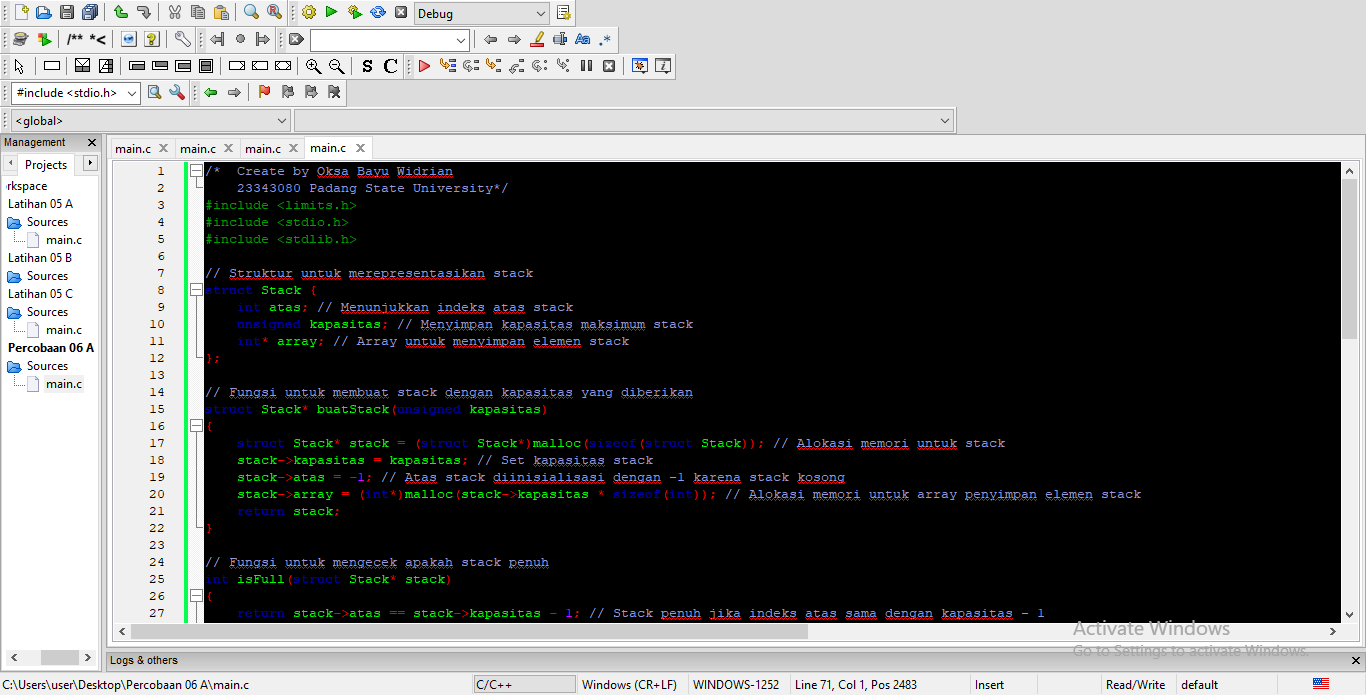 Debug
/** *<
S C
Aa .*
#include <stdio.h>
<global>
Management
Projects
rkspace
Latihan 05 A
Sources
main.c
Latihan 05 B
Sources
Latihan 05 C
Sources
main.c
Percobaan 06 A
Sources
main.c
main.c main.c main.c main.c
1 /* Create by Oksa Bayu Widrian
2 23343080 Padang State University*/
3 #include <limits.h>
4 #include <stdio.h>
5 #include <stdlib.h>
6
7 // Struktur untuk merepresentasikan stack
8 struct Stack {
9 int atas; // Menunjukkan indeks atas stack
10 unsigned kapasitas; // Menyimpan kapasitas maksimum stack
11 int* array; // Array untuk menyimpan elemen stack
12 };
13
14 // Fungsi untuk membuat stack dengan kapasitas yang diberikan
15 struct Stack* buatStack(unsigned kapasitas)
16 {
17 struct Stack* stack = (struct Stack*)malloc(sizeof(struct Stack)); // Alokasi memori untuk stack
18 stack->kapasitas = kapasitas; // Set kapasitas stack
19 stack->atas = -1; // Atas stack diinisialisasi dengan -1 karena stack kosong
20 stack->array = (int*)malloc(stack->kapasitas * sizeof(int)); // Alokasi memori untuk array penyimpan elemen stack
21 return stack;
22 }
23
24 // Fungsi untuk mengecek apakah stack penuh
25 int isFull(struct Stack* stack)
26 {
27 return stack->atas == stack->kapasitas - 1; // Stack penuh jika indeks atas sama dengan kapasitas - 1
Activate Windows
Go to Settings to activate Windows.
Logs & others
C:\Users\user\Desktop\Percobaan 06 A\main.c C/C++ Windows (CR+LF) WINDOWS-1252 Line 71, Col 1, Pos 2483 Insert Read/Write default